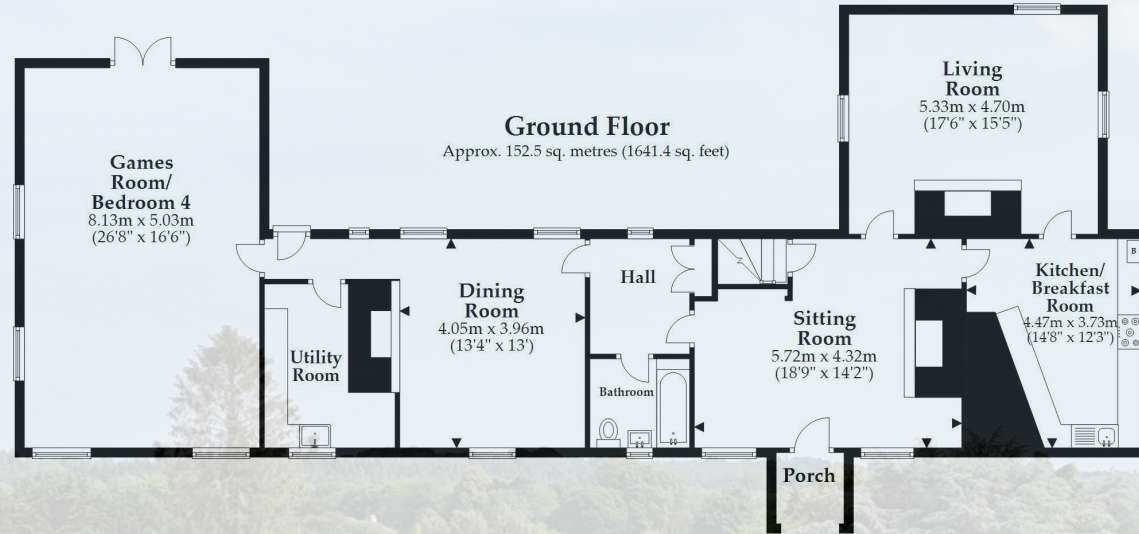 Ground Floor
Approx. 152.5 sq. metres (1641.4 sq. feet)
Games
Room/
Bedroom 4
8.13m x 5.03m
(26'8" x 16'6")
Utility
Room
Dining
Room
4.05m x 3.96m
(13'4" x 13')
Hall
Bathroom
Sitting
Room
5.72m x 4.32m
(18'9" x 14'2")
Porch
Living
Room
5.33m x 4.70m
(17'6" x 15'5")
Kitchen/
Breakfast
Room
4.47m x 3.73m
(14'8" x 12'3")
B